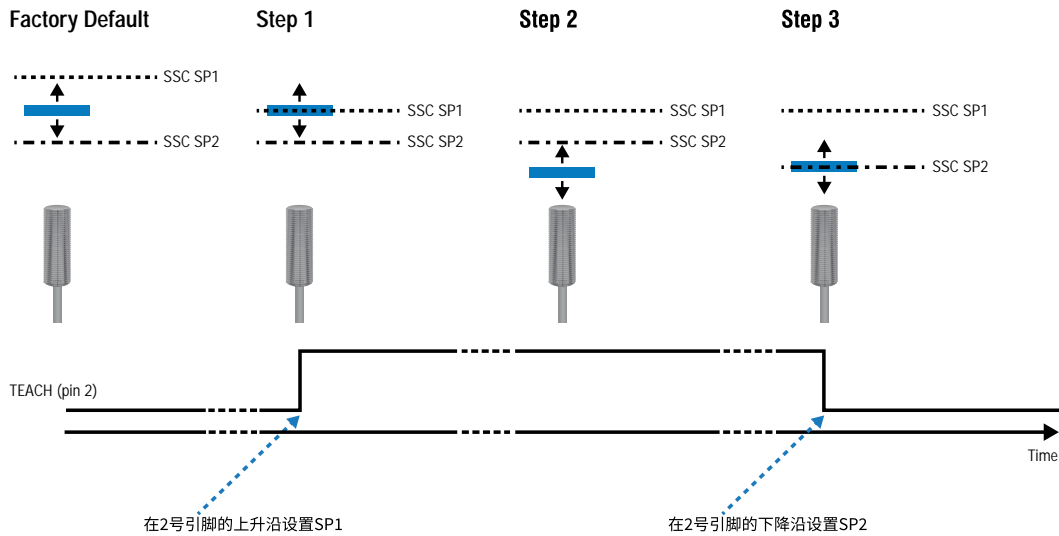 Factory Default
Step 1
Step 2
Step 3
SSC SP1
SSC SP2
SSC SP1
SSC SP2
SSC SP1
SSC SP2
SSC SP1
SSC SP2
TEACH (pin 2)
Time
在2号引脚的上升沿设置SP1
在2号引脚的下降沿设置SP2